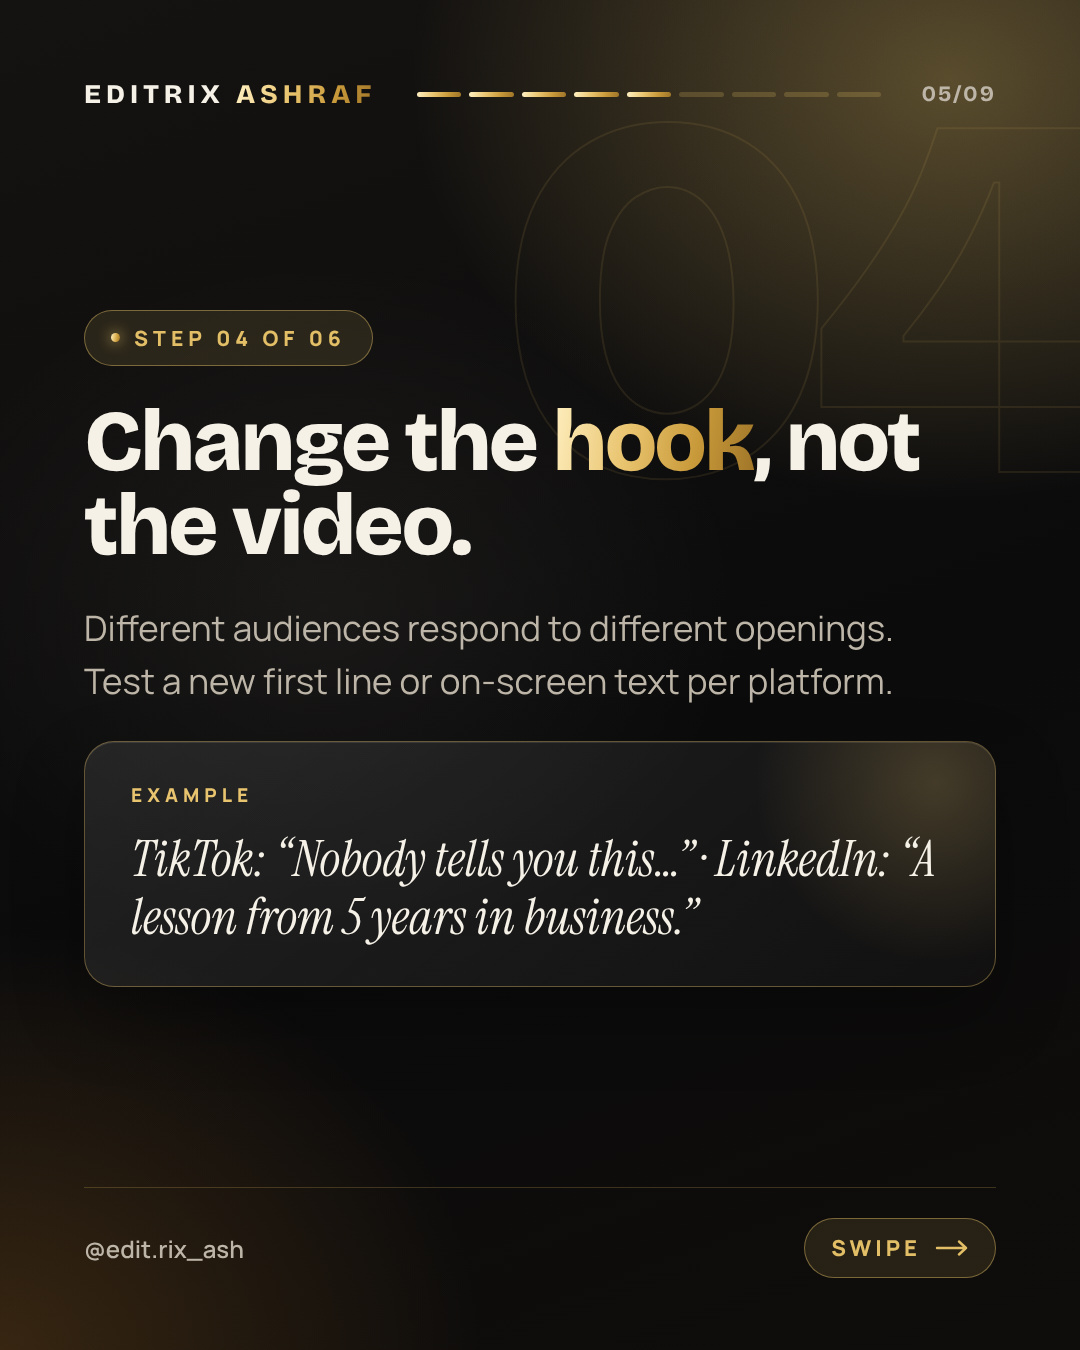 EDITRIX ASHRAF
05/09
04
STEP 04 OF 06
Change the hook, not
the video.
Different audiences respond to different openings.
Test a new first line or on-screen text per platform.
EXAMPLE
TikTok: “Nobody tells you this...” · LinkedIn: “A
lesson from 5 years in business.”
@edit.rix_ash
SWIPE →